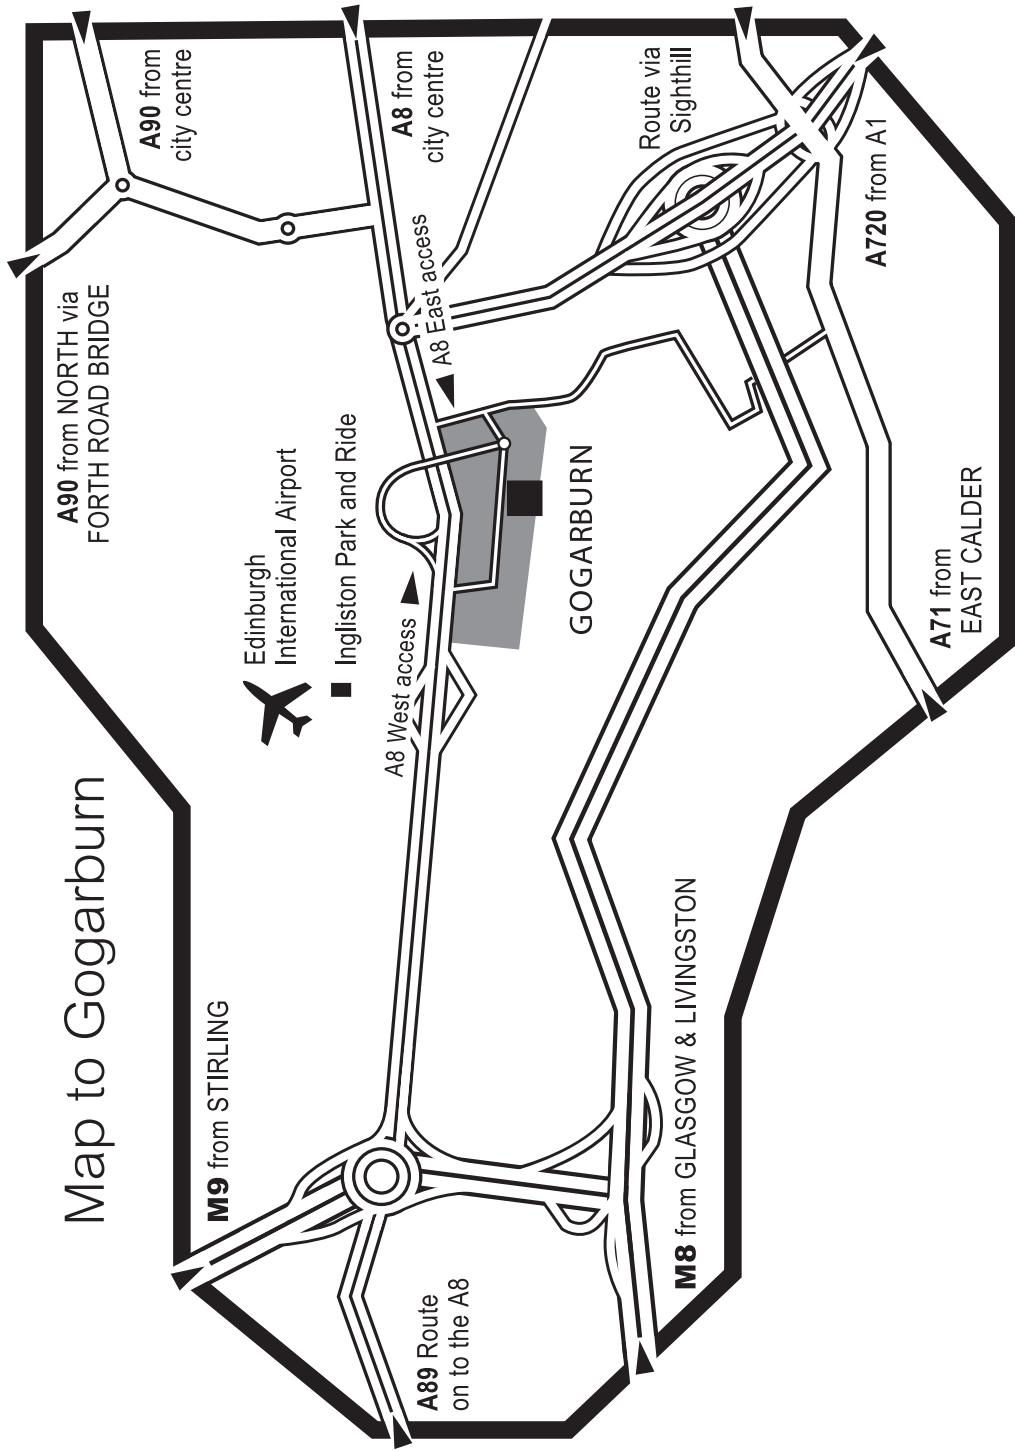 Map to Gogarburn
A90 from NORTH via
FORTH ROAD BRIDGE
A90 from
city centre
M9 from STIRLING
Edinburgh
International Airport
Ingliston Park and Ride
A8 from
city centre
A8 West access
A8 East access
A89 Route
on to the A8
GOGARBURN
Route via
Sighthill
M8 from GLASGOW & LIVINGSTON
A720 from A1
A71 from
EAST CALDER